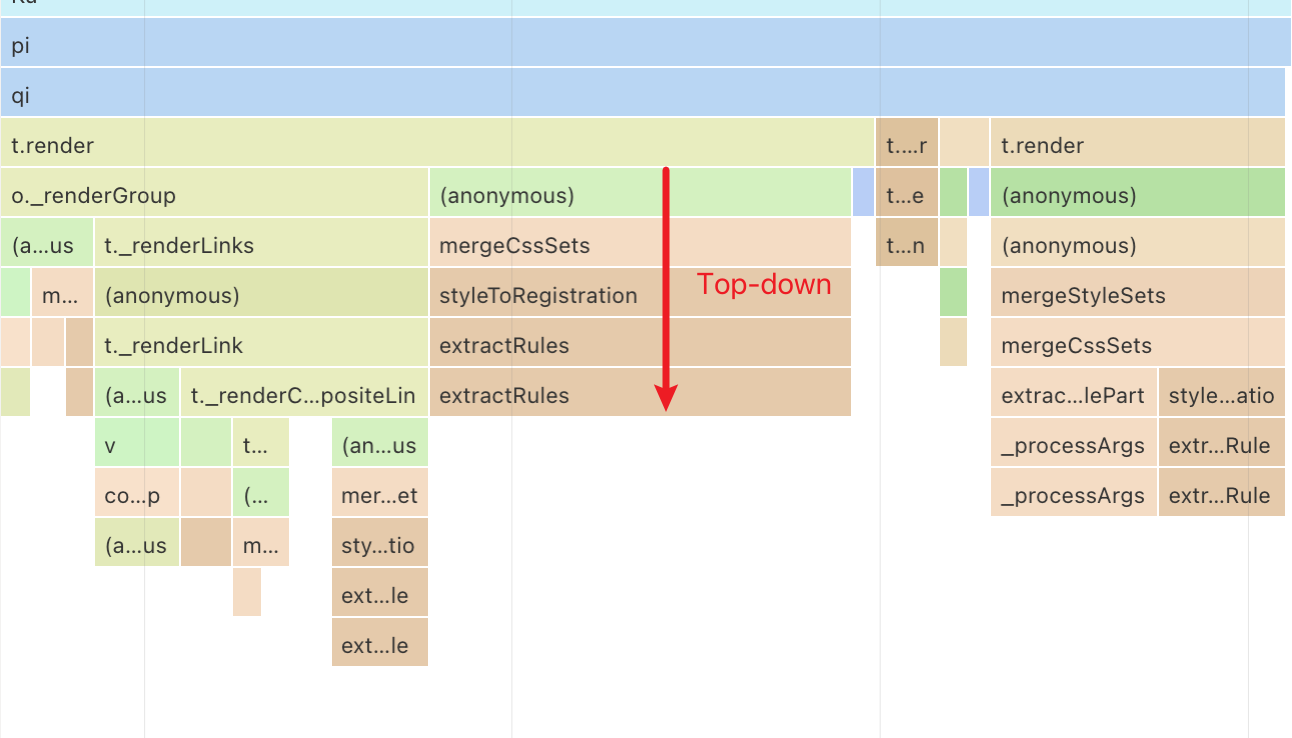 pi
qi
t.render t....r t.render
o._renderGroup (anonymous) t...e (anonymous)
(a...us t._renderLinks mergeCssSets t...n (anonymous)
m... (anonymous) styleToRegistration Top-down mergeStyleSets
t._renderLink extractRules mergeCssSets
(a...us t._renderC...positeLin extractRules extrac...lePart style...atio
v t... (an...us _processArgs extr...Rule
co...p (... mer...et _processArgs extr...Rule
(a...us m... sty...tio
ext...le
ext...le